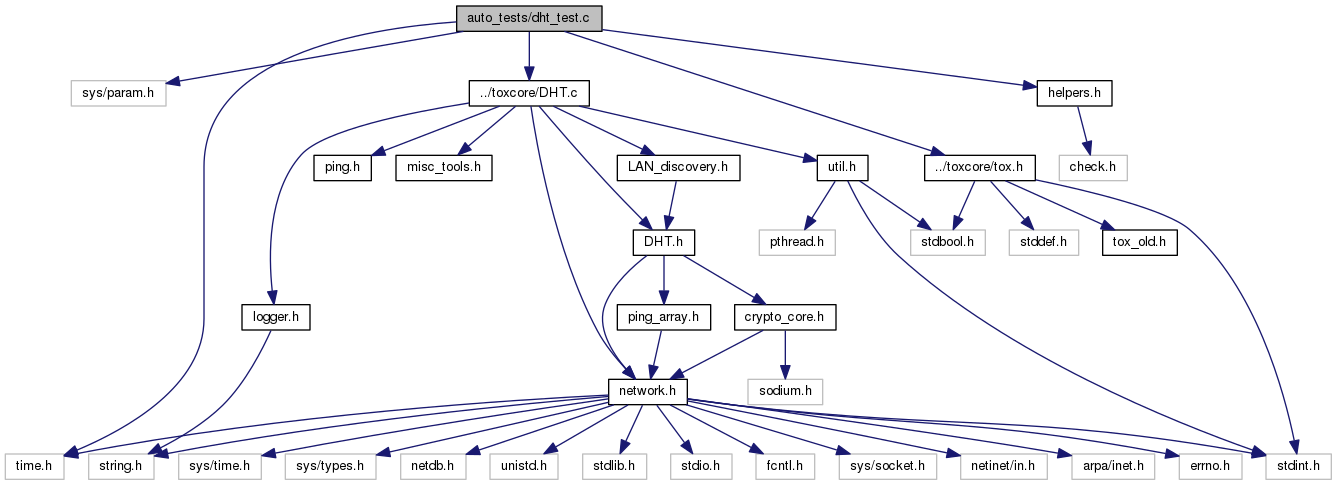 auto_tests/dht_test.c
sys/param.h
../toxcore/DHT.c
helpers.h
ping.h
misc_tools.h
LAN_discovery.h
util.h
../toxcore/tox.h
check.h
DHT.h
pthread.h
stdbool.h
stddef.h
tox_old.h
logger.h
ping_array.h
crypto_core.h
network.h
sodium.h
time.h
string.h
sys/time.h
sys/types.h
netdb.h
unistd.h
stdlib.h
stdio.h
fcntl.h
sys/socket.h
netinet/in.h
arpa/inet.h
errno.h
stdint.h